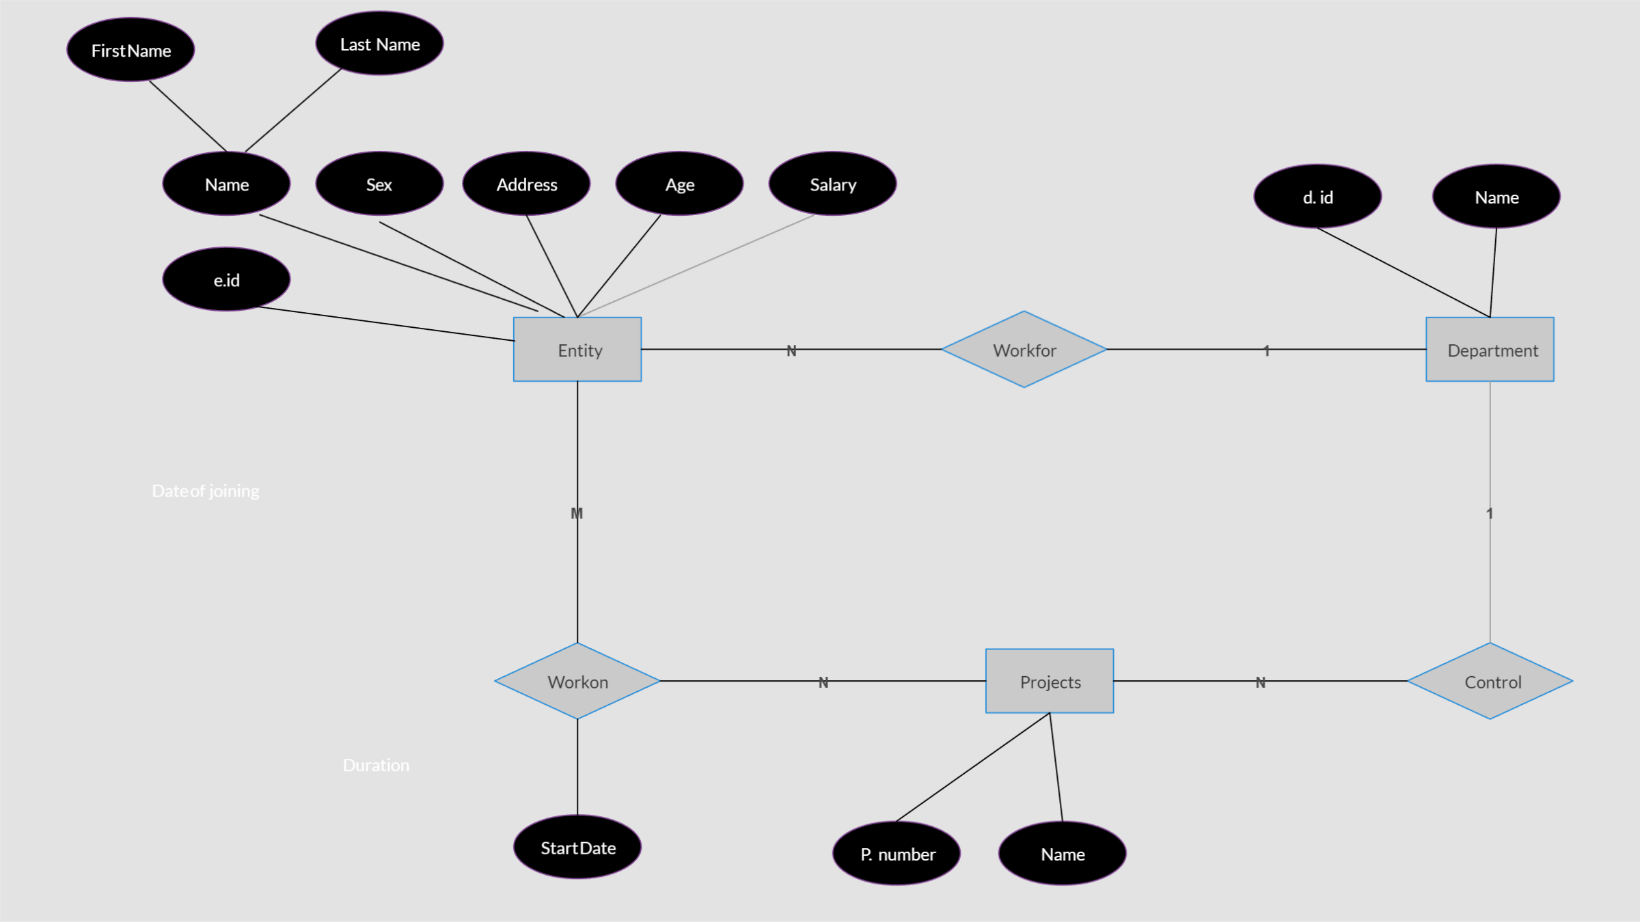 FirstName
Last Name
Name
Sex
Address
Age
Salary
d. id
Name
e.id
Entity
N
Workfor
1
Department
Date of joining
M
1
Workon
N
Projects
N
Control
Duration
StartDate
P. number
Name